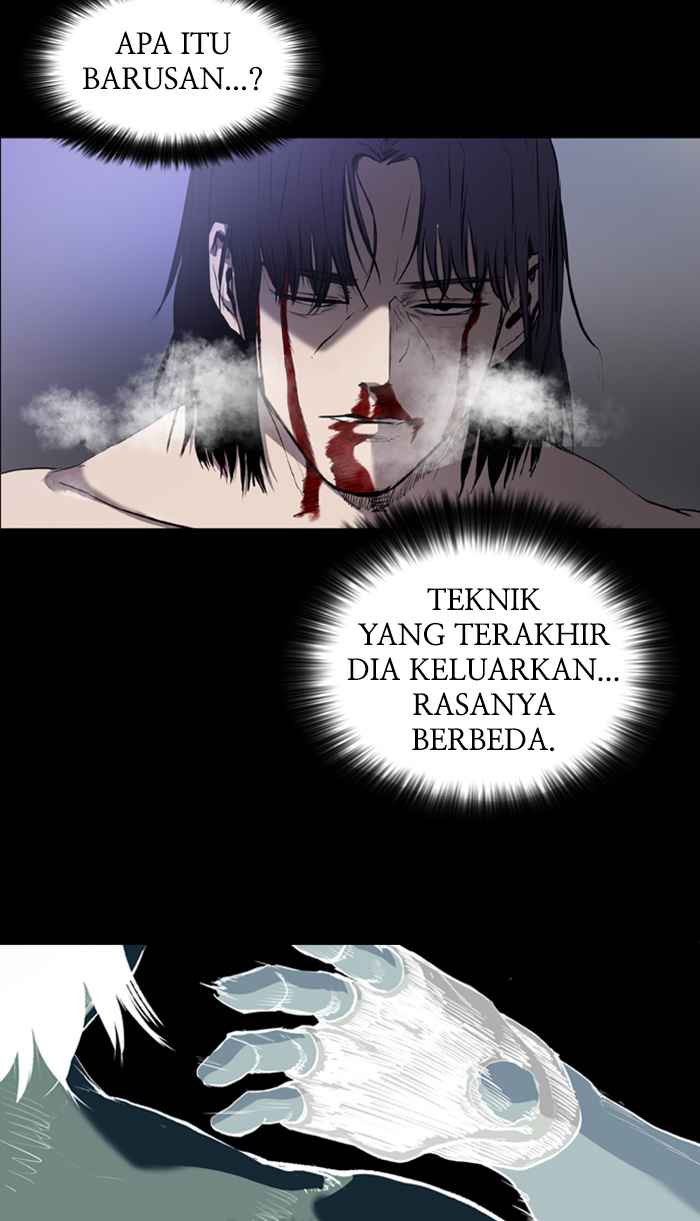 APA ITU
BARUSAN...?
TEKNIK
YANG TERAKHIR
DIA KELUARKAN...
RASANYA
BERBEDA.